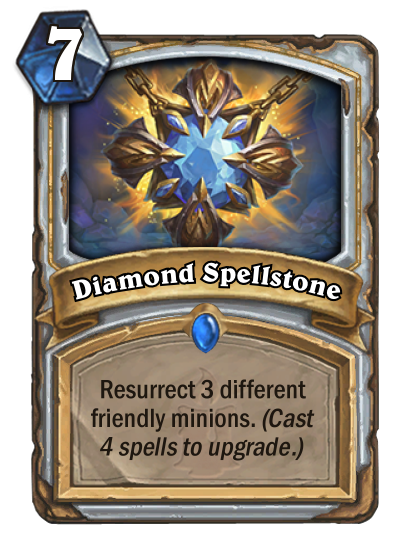 7
Diamond Spellstone
Resurrect 3 different
friendly minions. (Cast
4 spells to upgrade.)